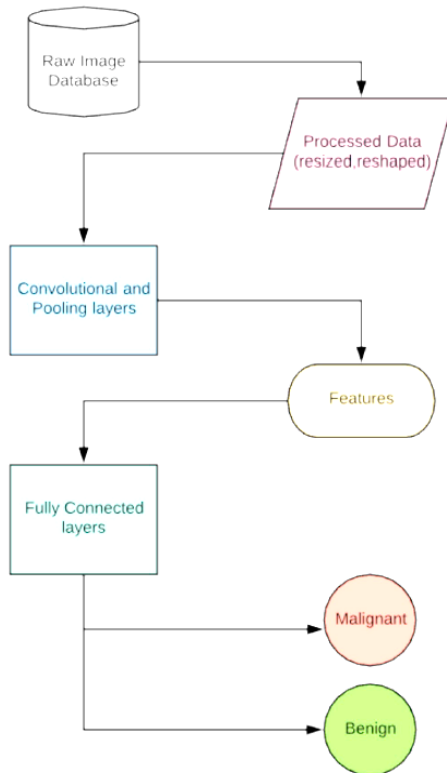 Raw Image
Database
Processed Data
(resized,reshaped)
Convolutional and
Pooling layers
Features
Fully Connected
layers
Malignant
Benign